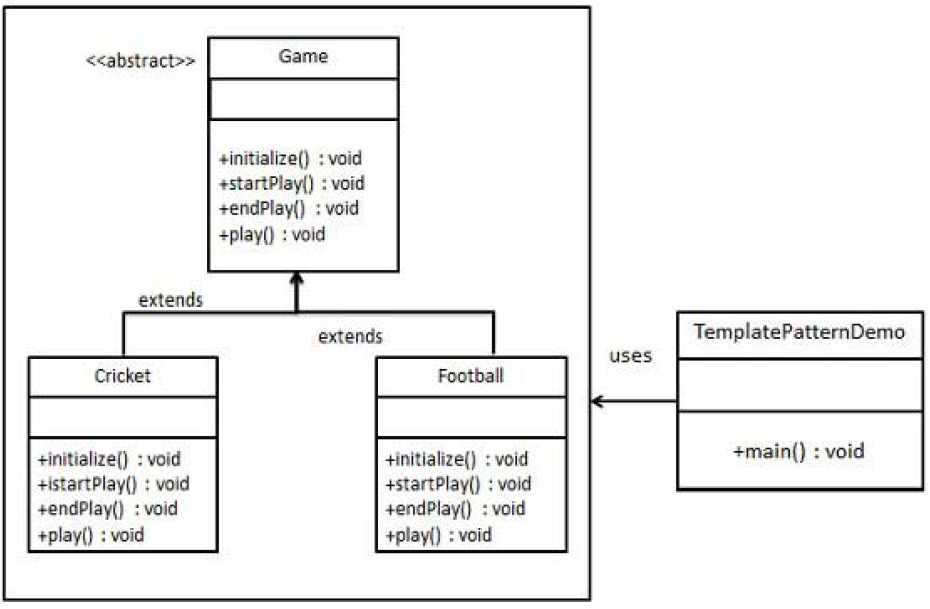 <<abstract>>
Game
+initialize() : void
+startPlay() : void
+endPlay() : void
+play() : void
extends
extends
Cricket
+initialize() : void
+istartPlay() : void
+endPlay() : void
+play() : void
Football
+initialize() : void
+startPlay() : void
+endPlay() : void
+play() : void
uses
TemplatePatternDemo
+main() : void